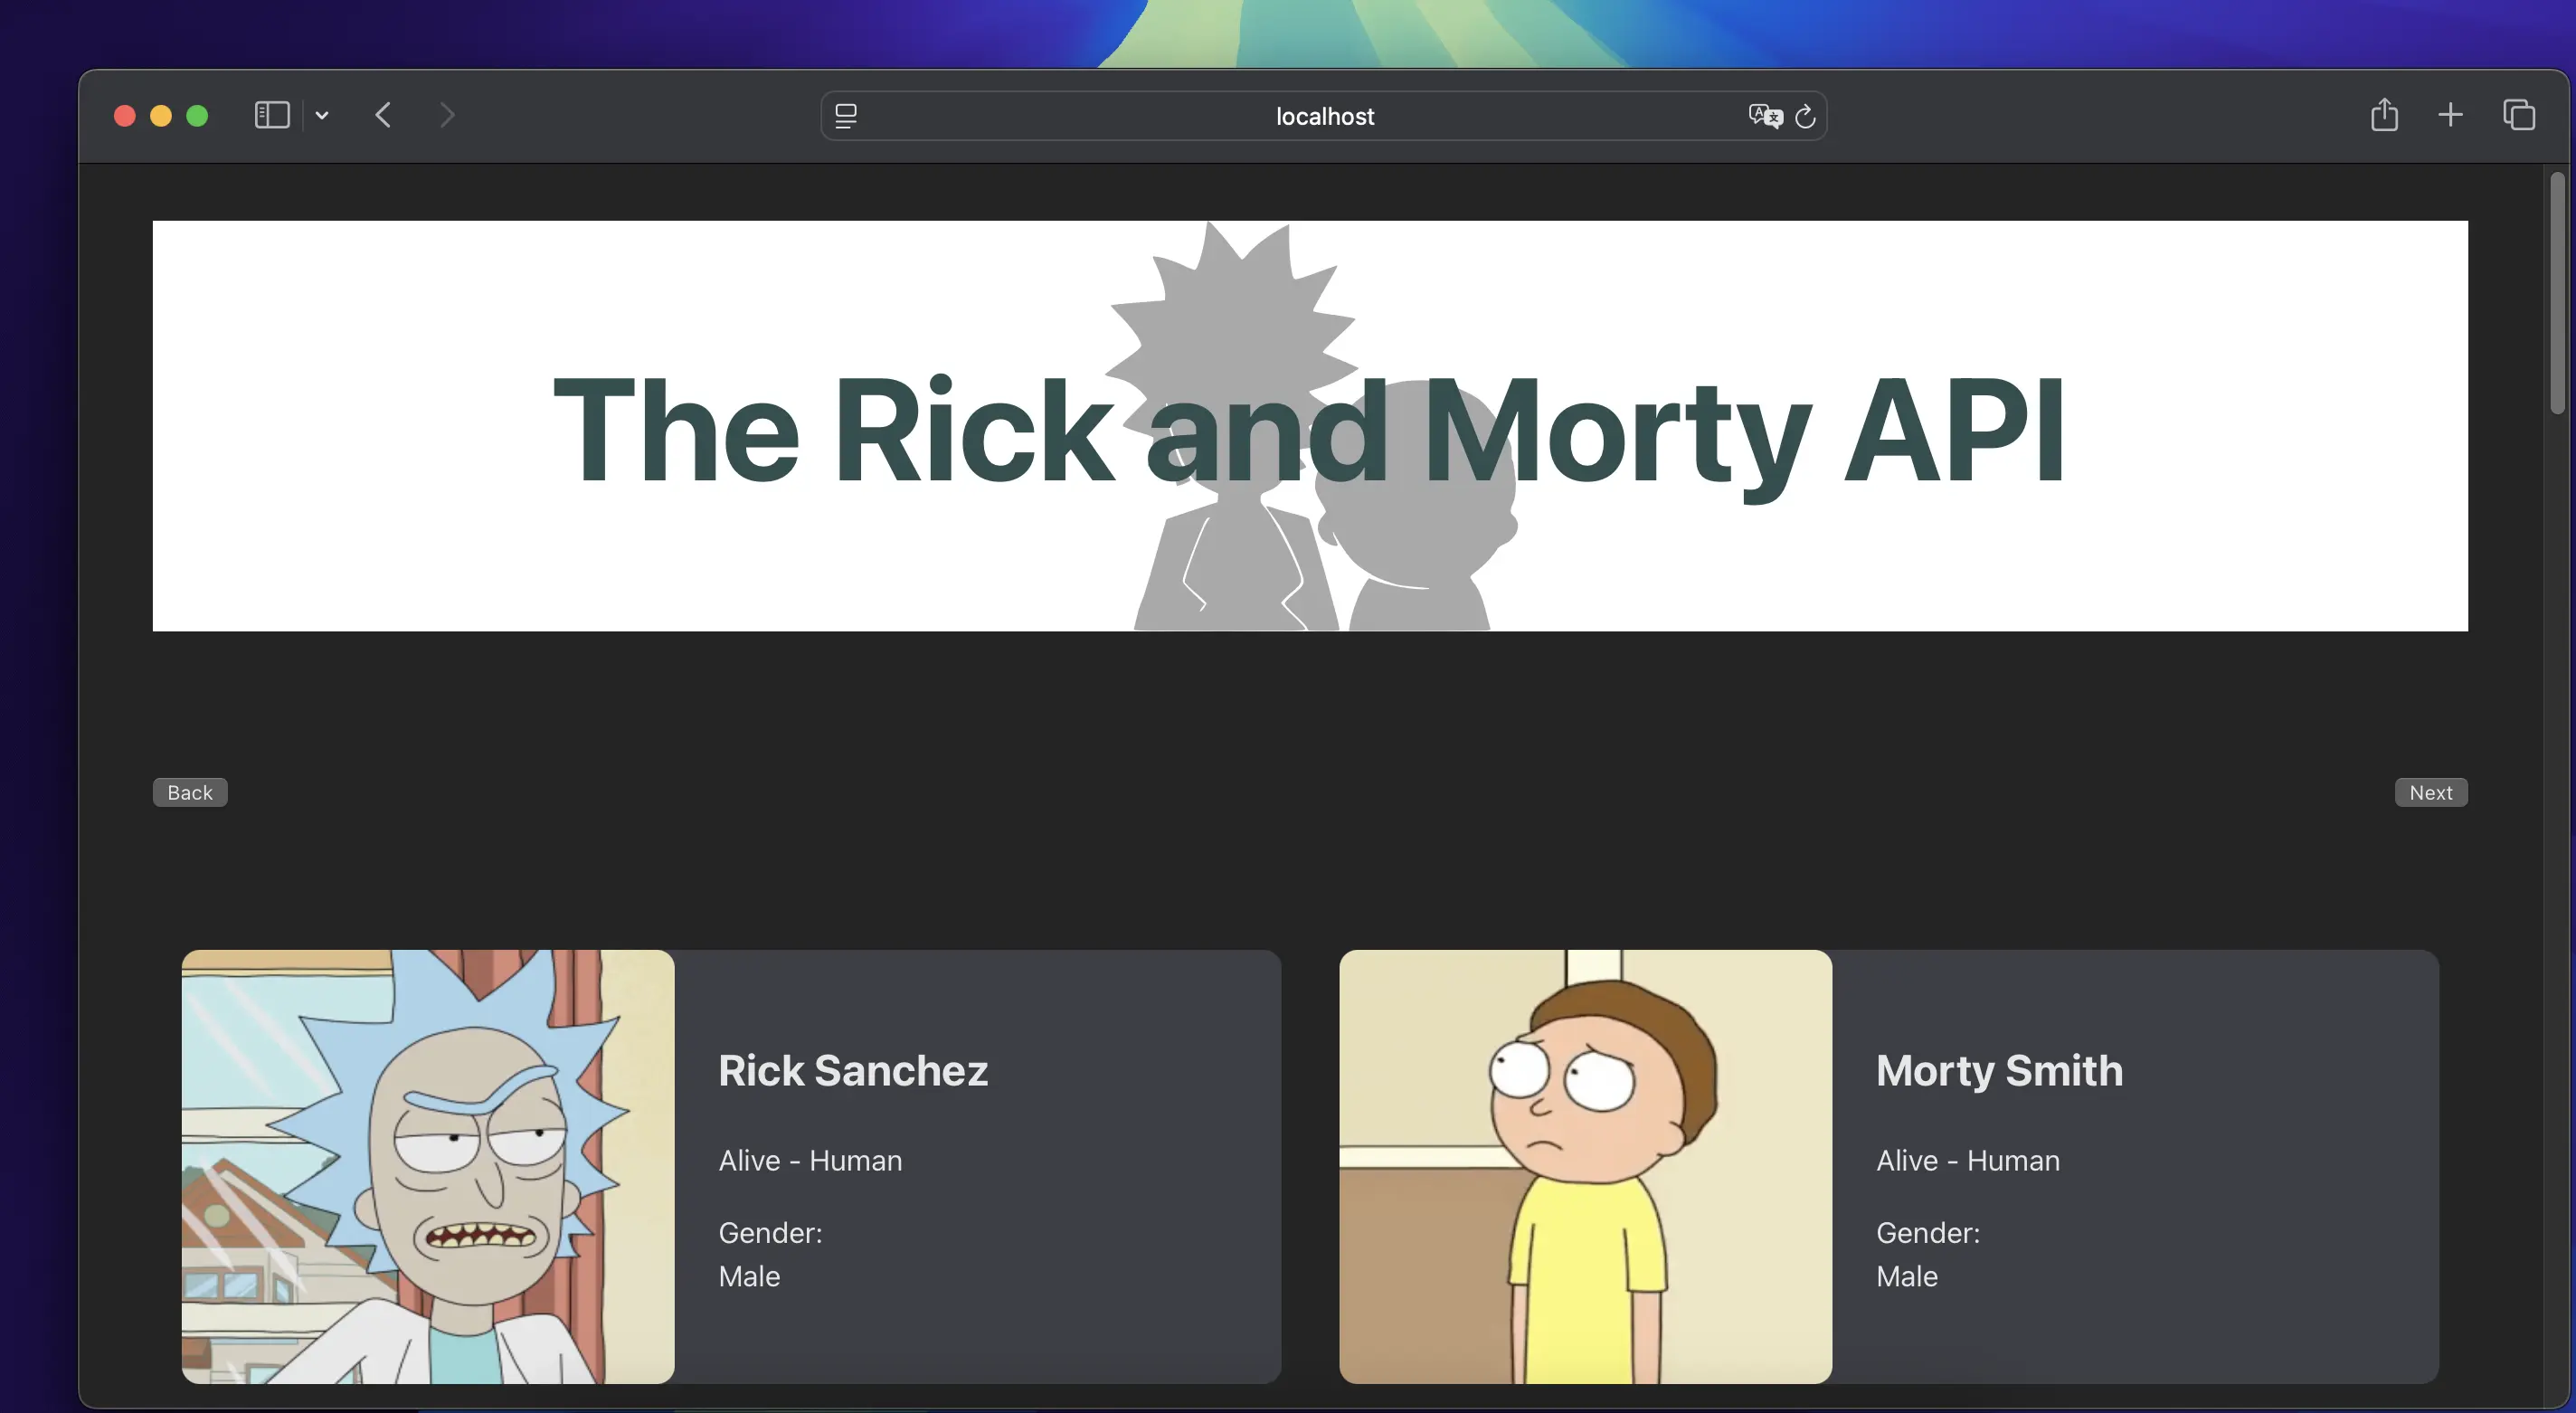 localhost
The Rick and Morty API
Back
Next
Rick Sanchez
Alive - Human
Gender:
Male
Morty Smith
Alive - Human
Gender:
Male